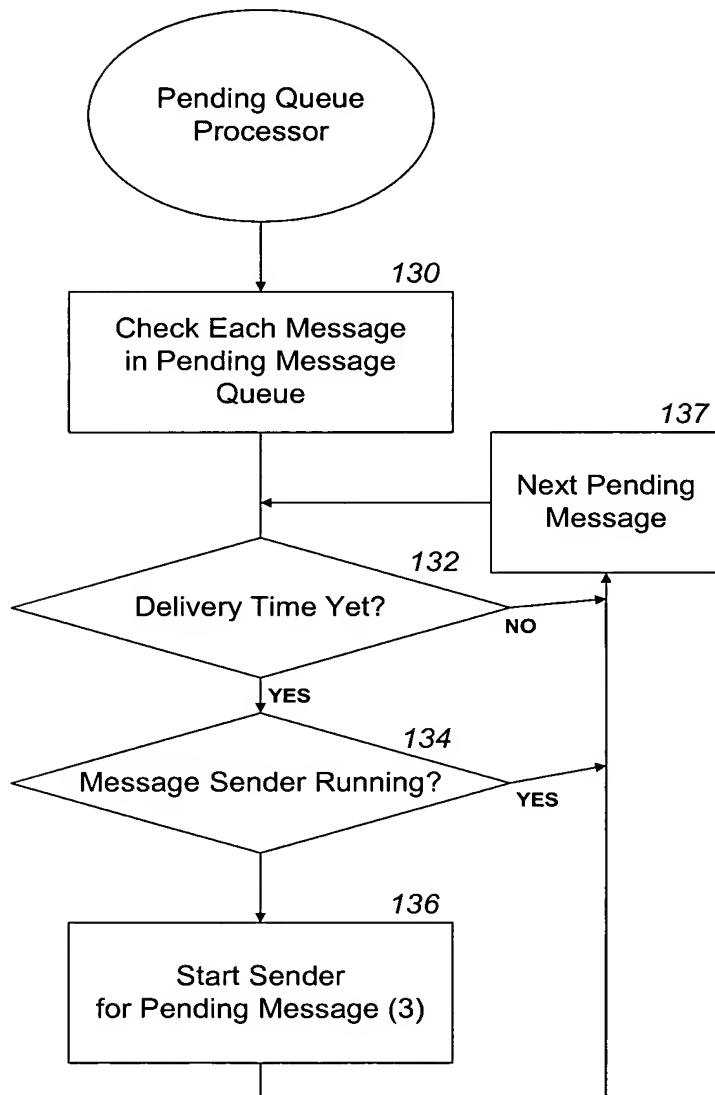 Pending Queue
Processor
130
Check Each Message
in Pending Message
Queue
137
Next Pending
Message
132
Delivery Time Yet?
NO
YES
134
Message Sender Running?
YES
136
Start Sender
for Pending Message (3)